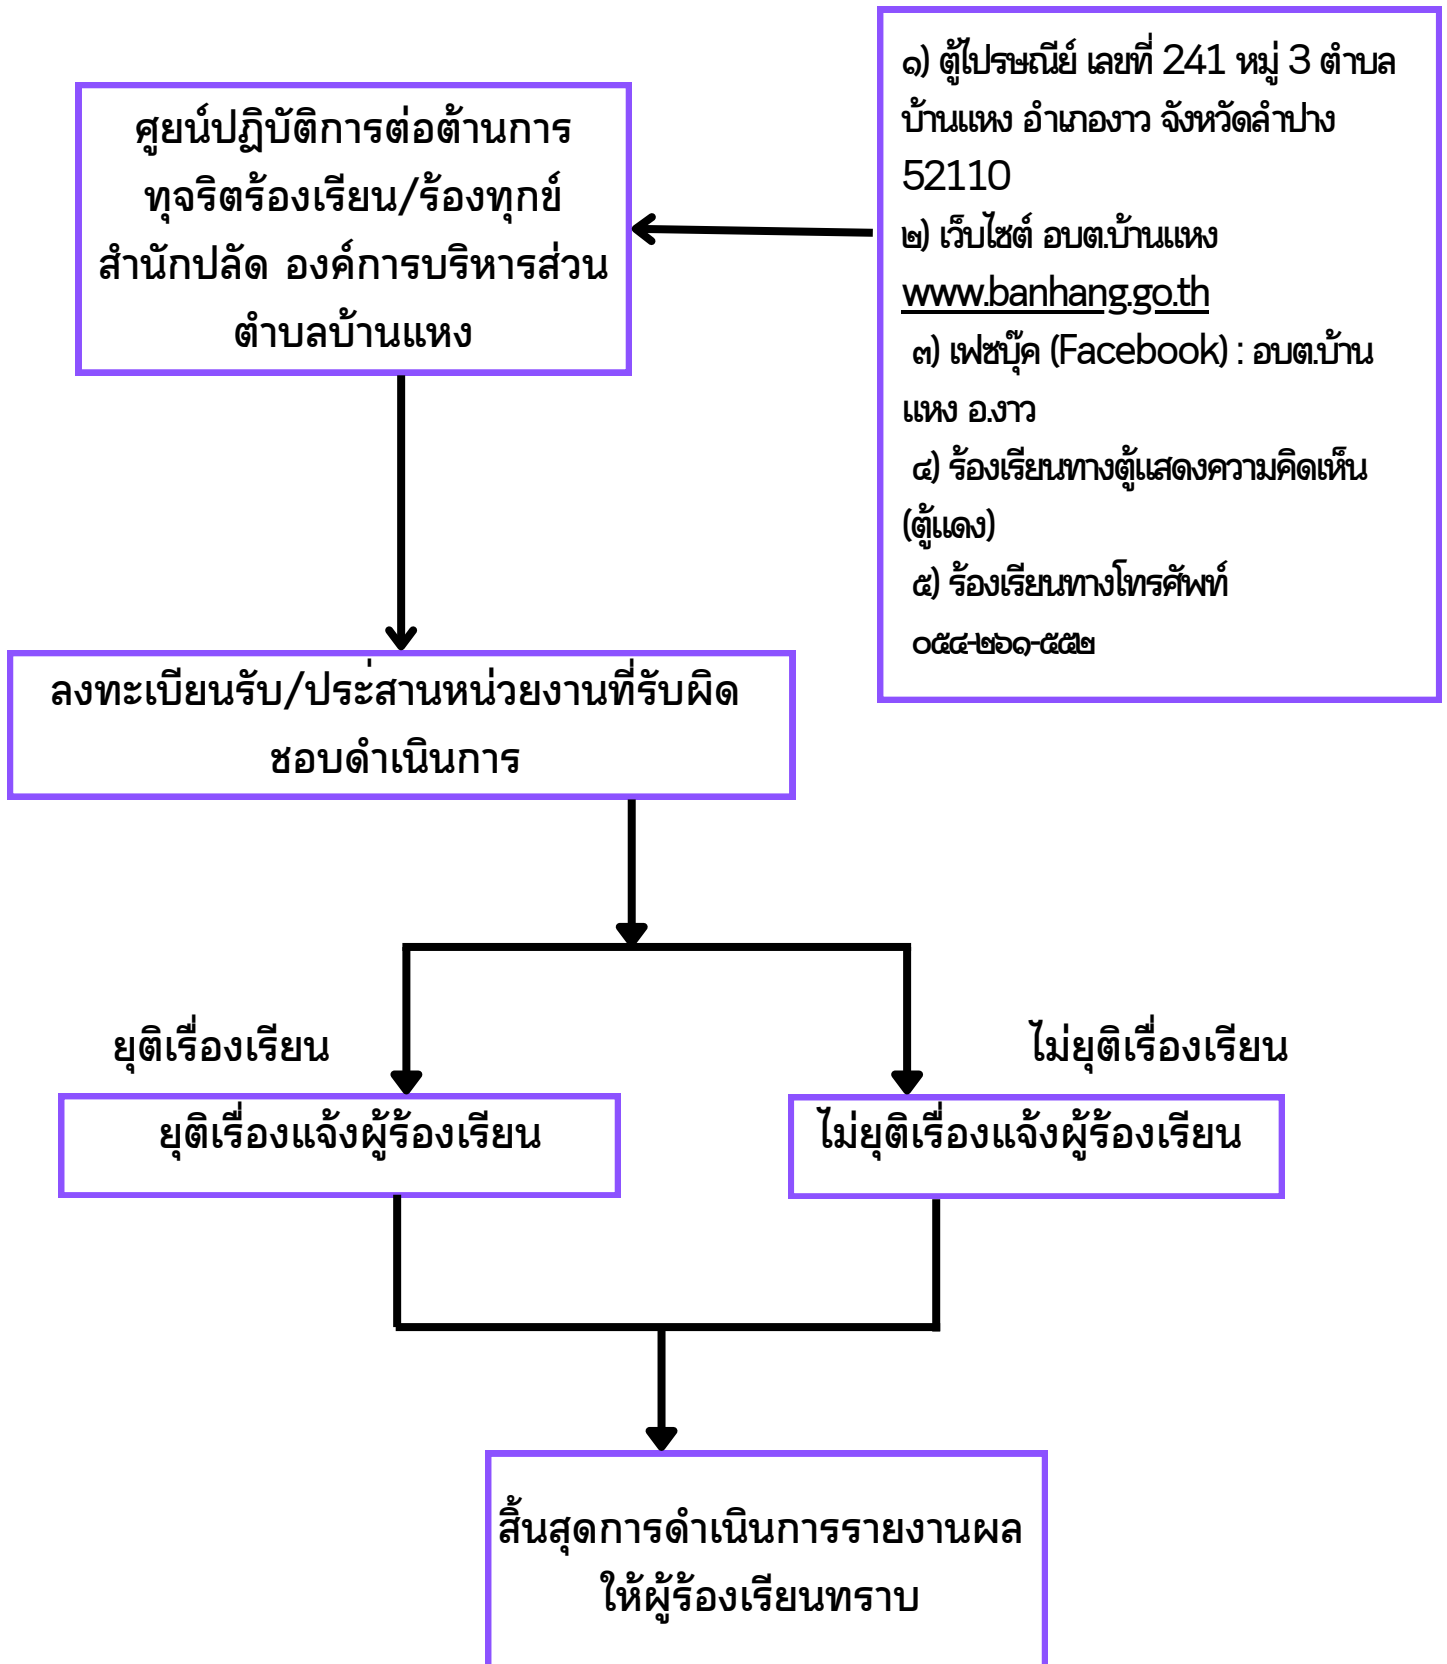 ศูยน์ปฏิบัติการต่อต้านการ
ทุจริตร้องเรียน/ร้องทุกข์
สำนักปลัด องค์การบริหารส่วน
ตำบลบ้านแหง
๑) ตู้ไปรษณีย์ เลขที่ 241 หมู่ 3 ตำบล
บ้านแหง อำเภองาว จังหวัดลำปาง
52110
๒) เว็บไซต์ อบต.บ้านแหง
www.banhang.go.th
๓) เฟซบุ๊ค (Facebook) : อบต.บ้าน
แหง อ.งาว
๔) ร้องเรียนทางตู้แสดงความคิดเห็น
(ตู้แดง)
๕) ร้องเรียนทางโทรศัพท์
๐๕๔-๒๖๑-๕๕๒
ลงทะเบียนรับ/ประ่สานหน่วยงานที่รับผิด
ชอบดำเนินการ
ยุติเรื่องเรียน
ไม่ยุติเรื่องเรียน
ยุติเรื่องแจ้งผู้ร้องเรียน
ไม่ยุติเรื่องแจ้งผู้ร้องเรียน
สิ้นสุดการดำเนินการรายงานผล
ให้ผู้ร้องเรียนทราบ